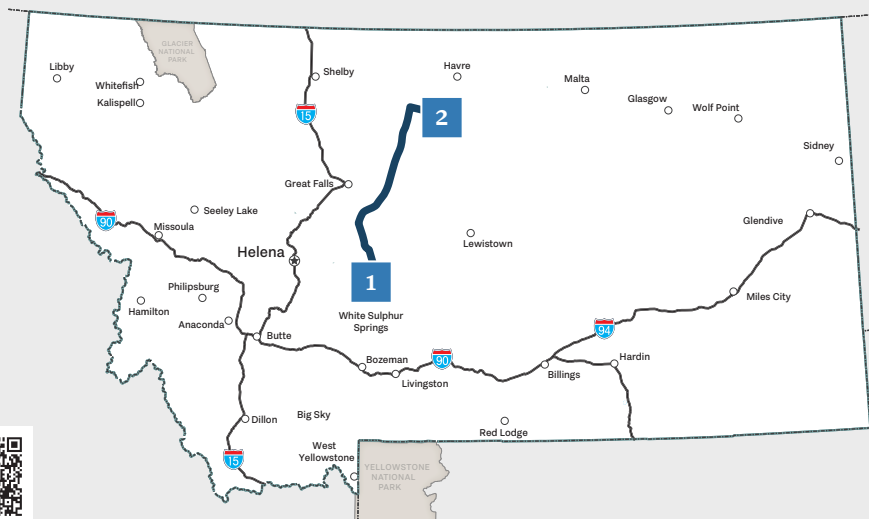 GLACIER
NATIONAL
PARK
Libby
Whitefish
Kalispell
Shelby
Havre
Malta
Glasgow
Wolf Point
Sidney
15
2
Great Falls
90
Seeley Lake
Missoula
Helena
Lewistown
Glendive
1
White Sulphur
Springs
Philipsburg
Hamilton
Anaconda
Butte
Miles City
94
Bozeman
90
Livingston
Billings
Hardin
Dillon
Big Sky
Red Lodge
West
Yellowstone
15
YELLOWSTONE
NATIONAL
PARK